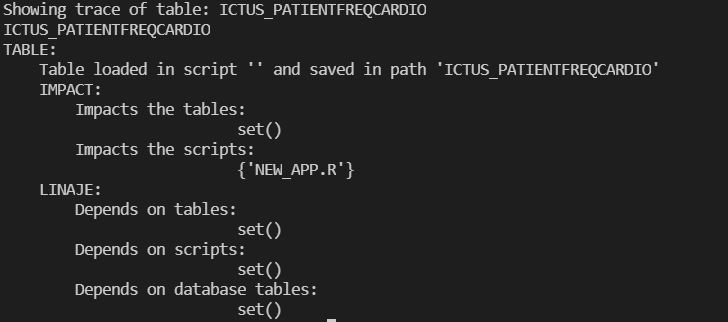 Showing trace of table: ICTUS_PATIENTFREQCARDIO
ICTUS_PATIENTFREQCARDIO
TABLE:
Table loaded in script '' and saved in path 'ICTUS_PATIENTFREQCARDIO'
IMPACT:
Impacts the tables:
set()
Impacts the scripts:
{'NEW_APP.R'}
LINAJE:
Depends on tables:
set()
Depends on scripts:
set()
Depends on database tables:
set()